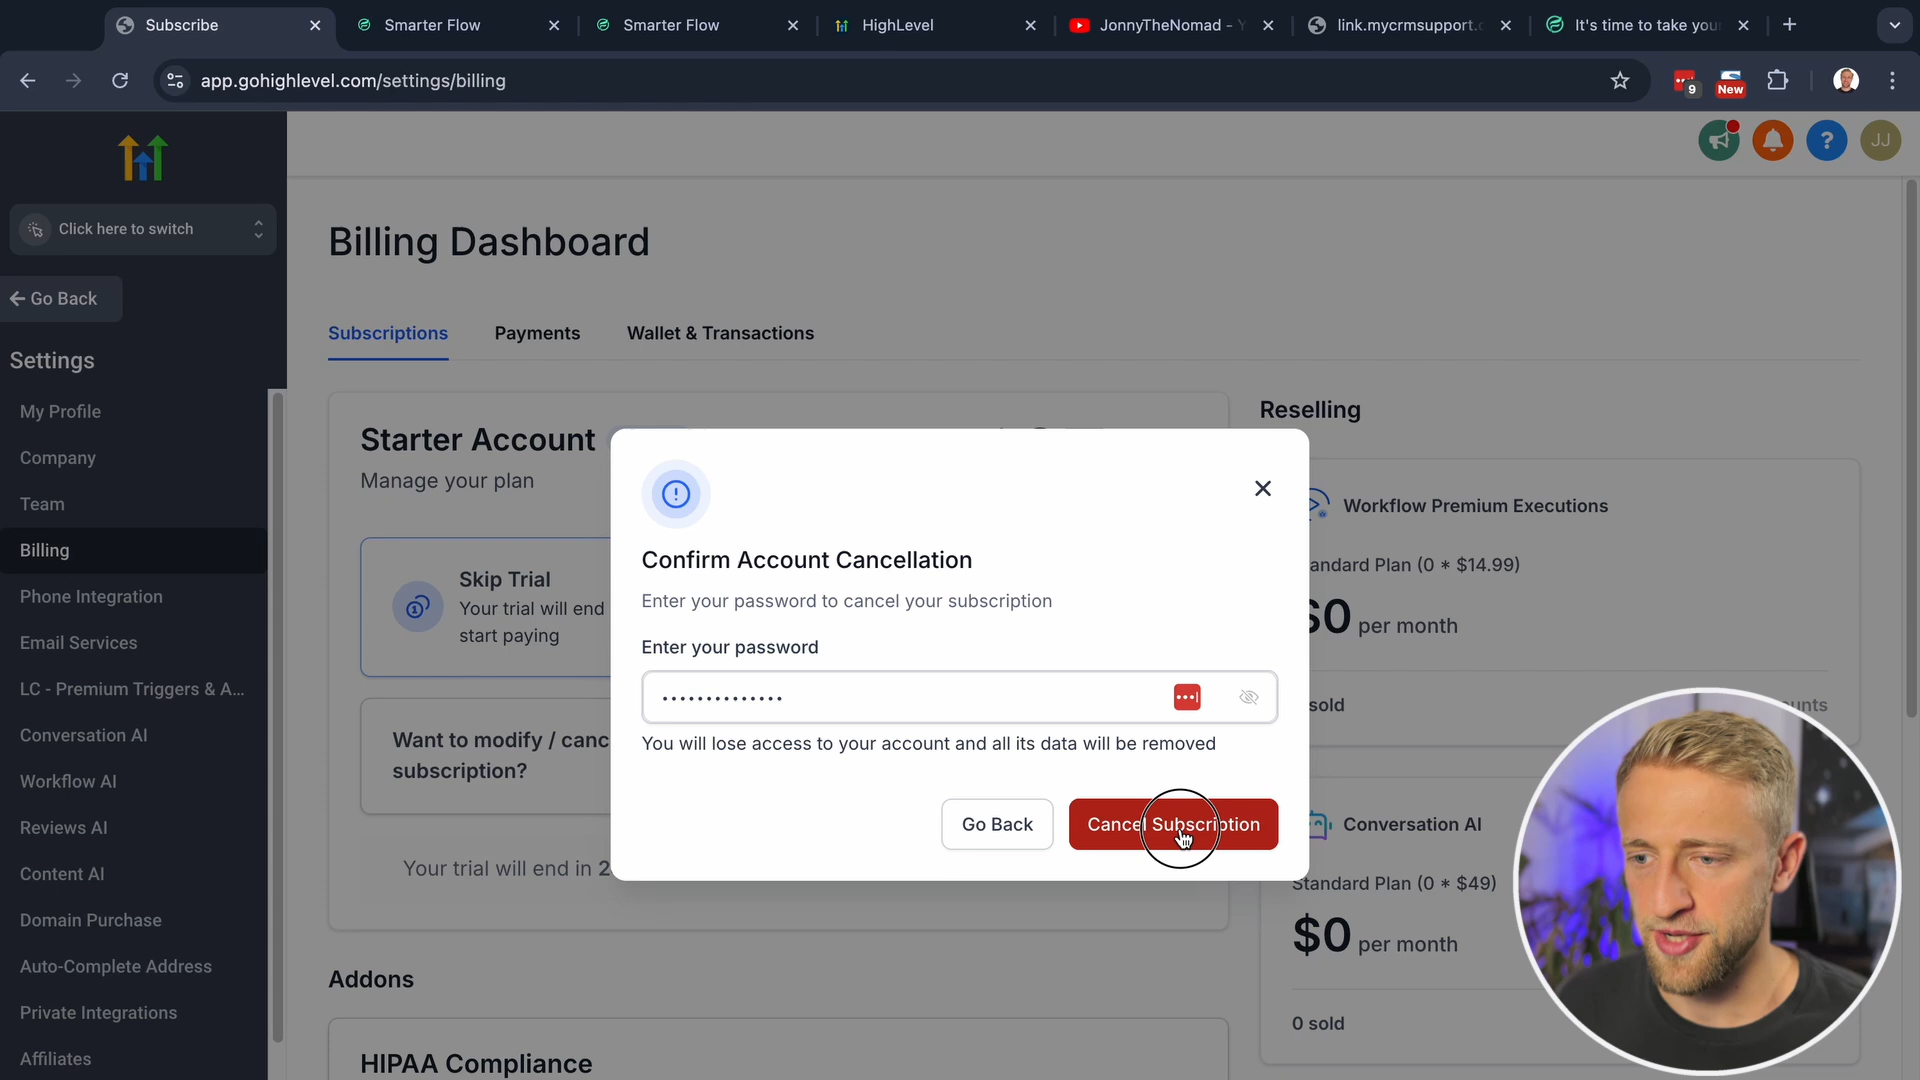 Subscribe
Smarter Flow
Smarter Flow
HighLevel
JonnyTheNomad -
link.mycrmsupport.
It's time to take you
app.gohighlevel.com/settings/billing
9
New
JJ
Click here to switch
Go Back
Settings
My Profile
Company
Team
Billing
Phone Integration
Email Services
LC - Premium Triggers & A...
Conversation AI
Workflow AI
Reviews AI
Content AI
Domain Purchase
Auto-Complete Address
Private Integrations
Affiliates
Billing Dashboard
Subscriptions
Payments
Wallet & Transactions
Starter Account
Manage your plan
Skip Trial
Your trial will end
start paying
Want to modify / canc
subscription?
Your trial will end in 2
Addons
HIPAA Compliance
Confirm Account Cancellation
Enter your password to cancel your subscription
Enter your password
You will lose access to your account and all its data will be removed
Go Back
Cancel Subscription
Reselling
Workflow Premium Executions
andard Plan (0 * $14.99)
$0 per month
sold
unts
Conversation AI
Standard Plan (0 * $49)
$0 per month
0 sold